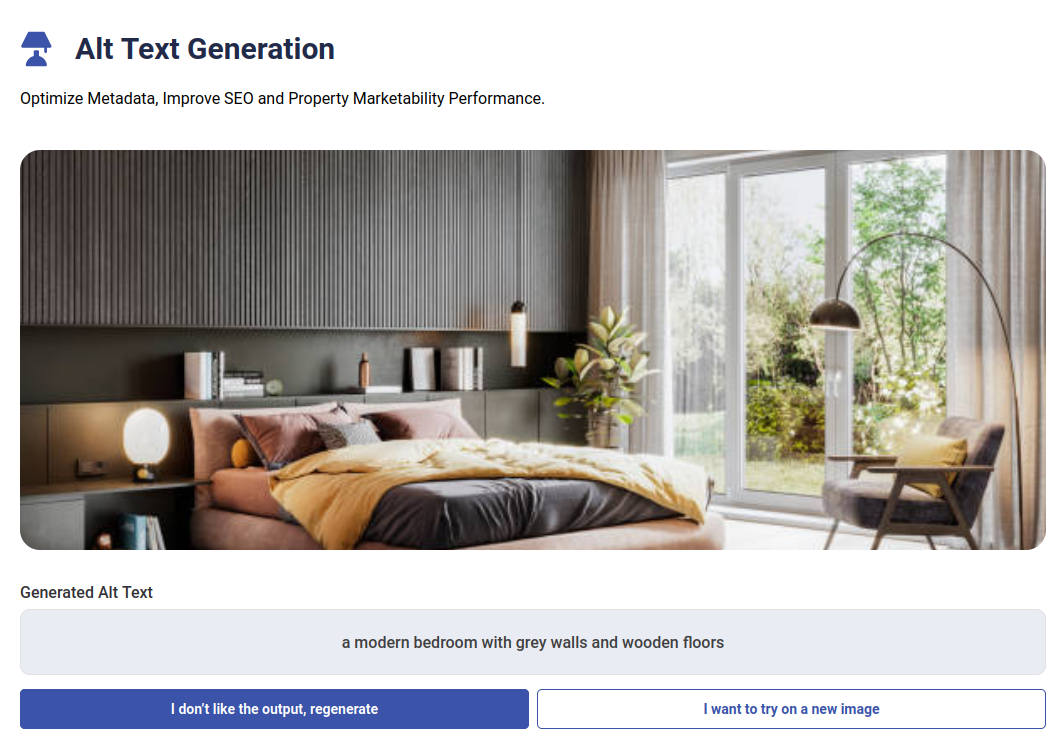 Alt Text Generation
Optimize Metadata, Improve SEO and Property Marketability Performance.
Generated Alt Text
a modern bedroom with grey walls and wooden floors
I don’t like the output, regenerate
I want to try on a new image